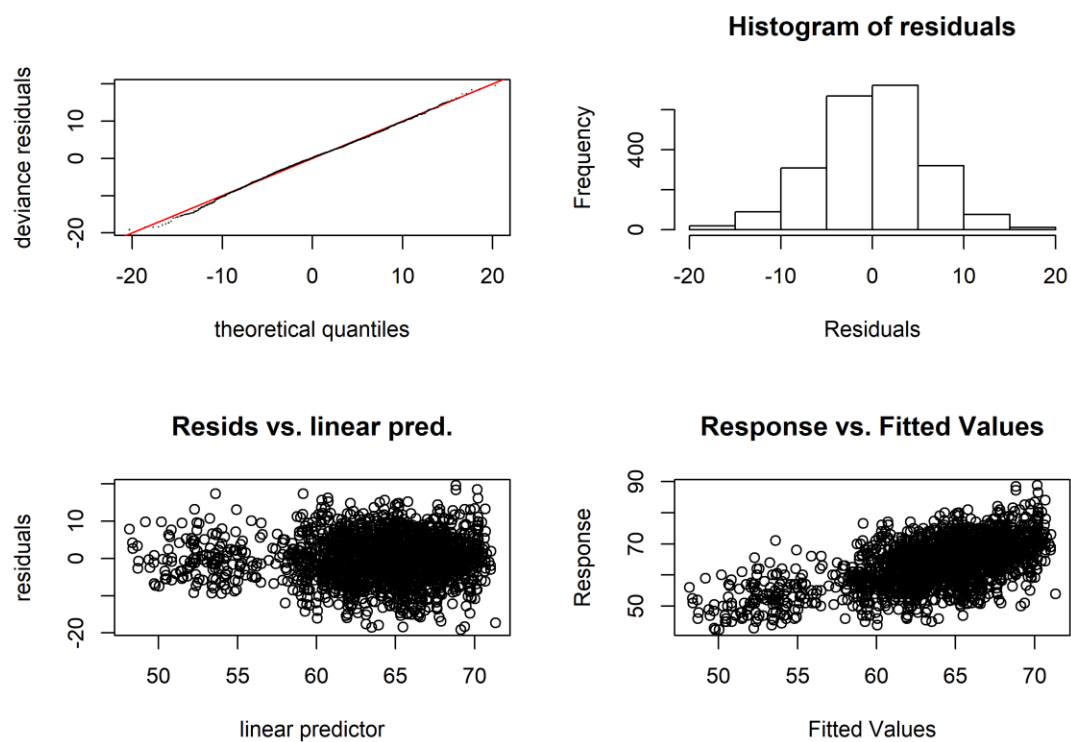 deviance residuals
10
0
-20
-20 -10 0 10 20
theoretical quantiles
Histogram of residuals
Frequency
400
0
-20 -10 0 10 20
Residuals
Resids vs. linear pred.
residuals
10
0
-20
50 55 60 65 70
linear predictor
Response vs. Fitted Values
Response
90
70
50
50 55 60 65 70
Fitted Values